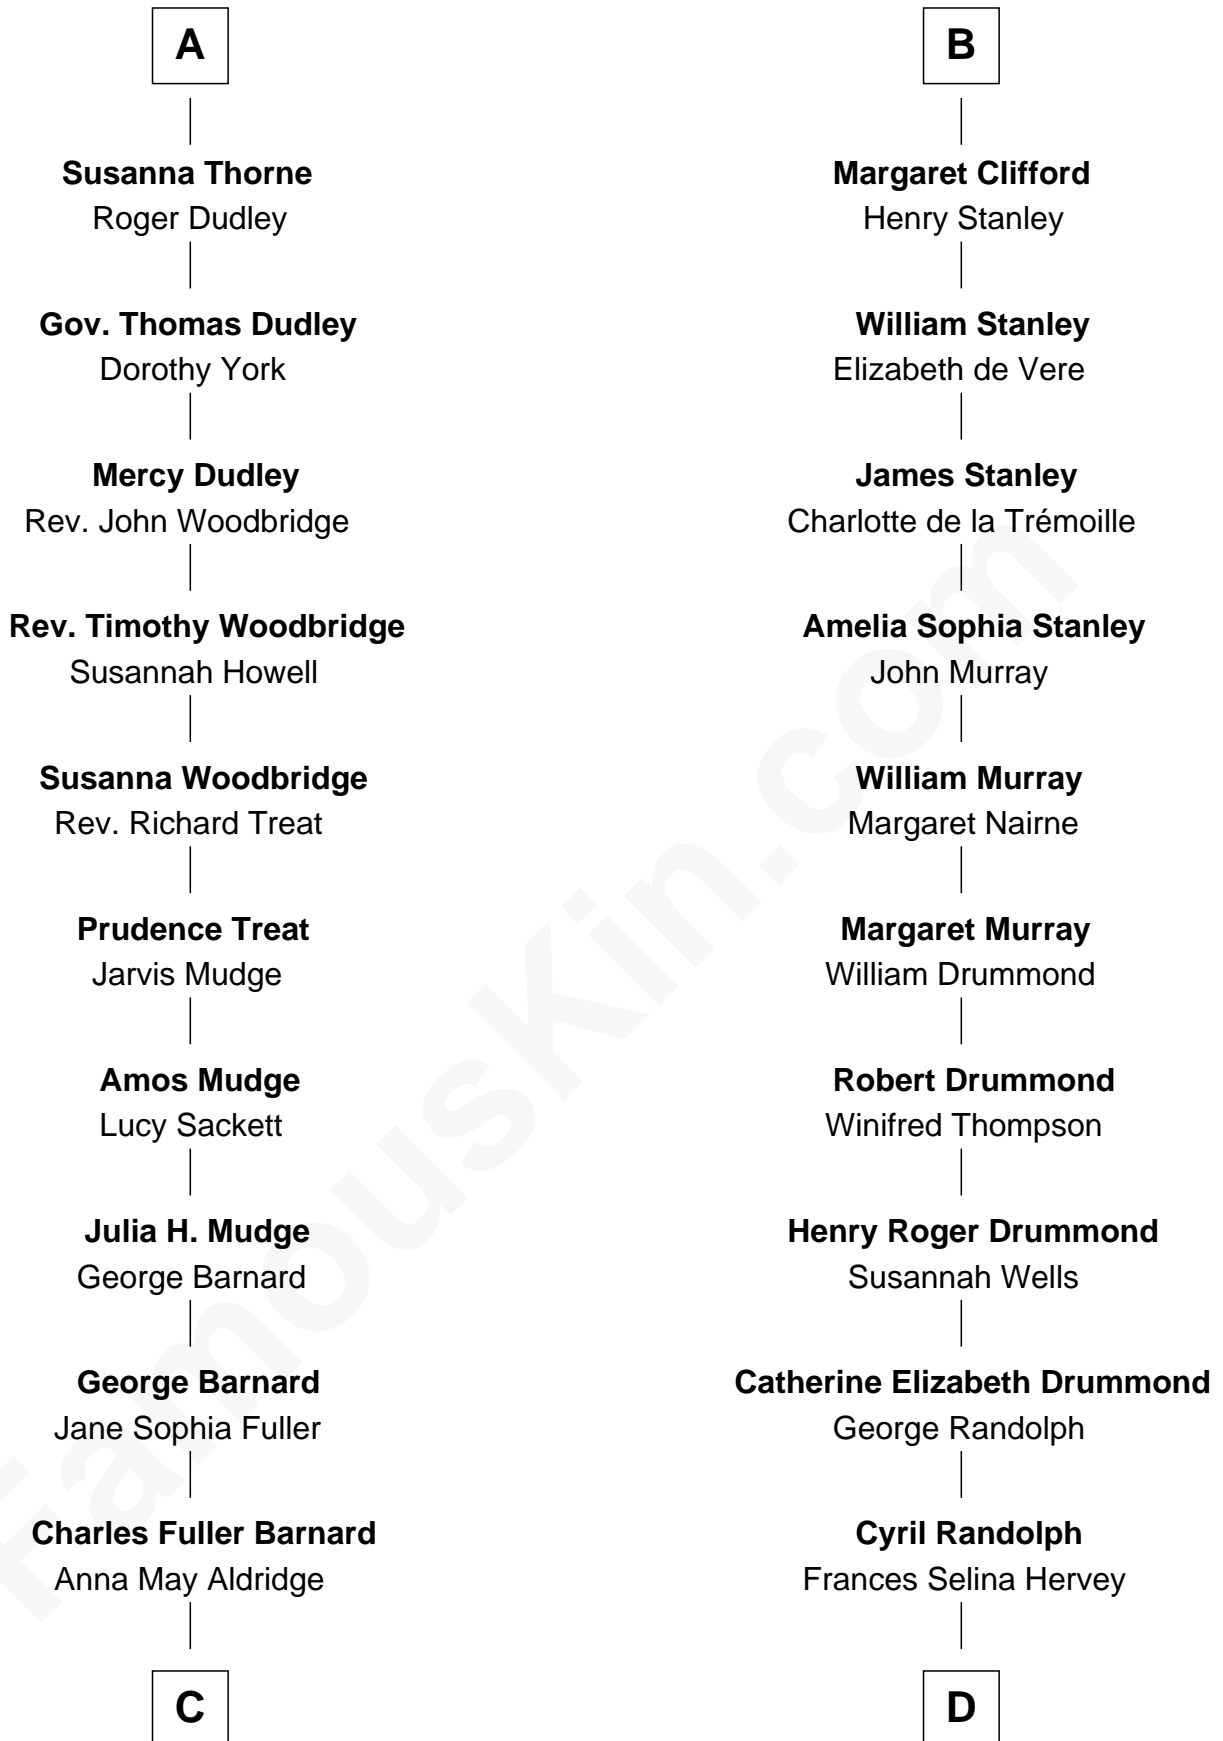 A
Susanna Thorne
Roger Dudley
Gov. Thomas Dudley
Dorothy York
Mercy Dudley
Rev. John Woodbridge
Rev. Timothy Woodbridge
Susannah Howell
Susanna Woodbridge
Rev. Richard Treat
Prudence Treat
Jarvis Mudge
Amos Mudge
Lucy Sackett
Julia H. Mudge
George Barnard
George Barnard
Jane Sophia Fuller
Charles Fuller Barnard
Anna May Aldridge
C
B
Margaret Clifford
Henry Stanley
William Stanley
Elizabeth de Vere
James Stanley
Charlotte de la Trémoille
Amelia Sophia Stanley
John Murray
William Murray
Margaret Nairne
Margaret Murray
William Drummond
Robert Drummond
Winifred Thompson
Henry Roger Drummond
Susannah Wells
Catherine Elizabeth Drummond
George Randolph
Cyril Randolph
Frances Selina Hervey
D
FamousKin.com